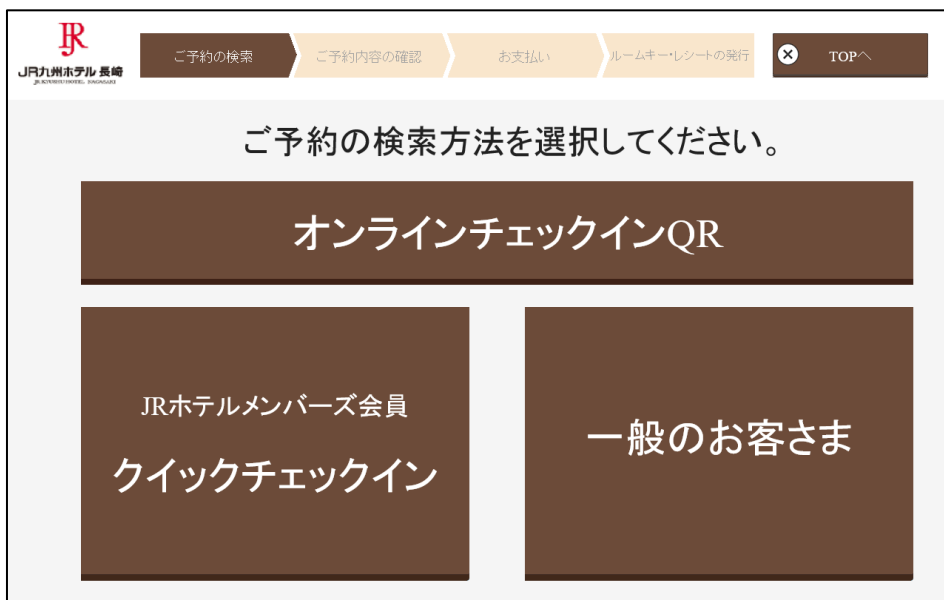 JR
JR九州ホテル 長崎
JR KYUSHU HOTEL NAGASAKI
ご予約の検索
ご予約内容の確認
お支払い
ルームキー・レシートの発行
TOPへ
ご予約の検索方法を選択してください。
オンラインチェックインQR
JRホテルメンバーズ会員
クイックチェックイン
一般のお客さま